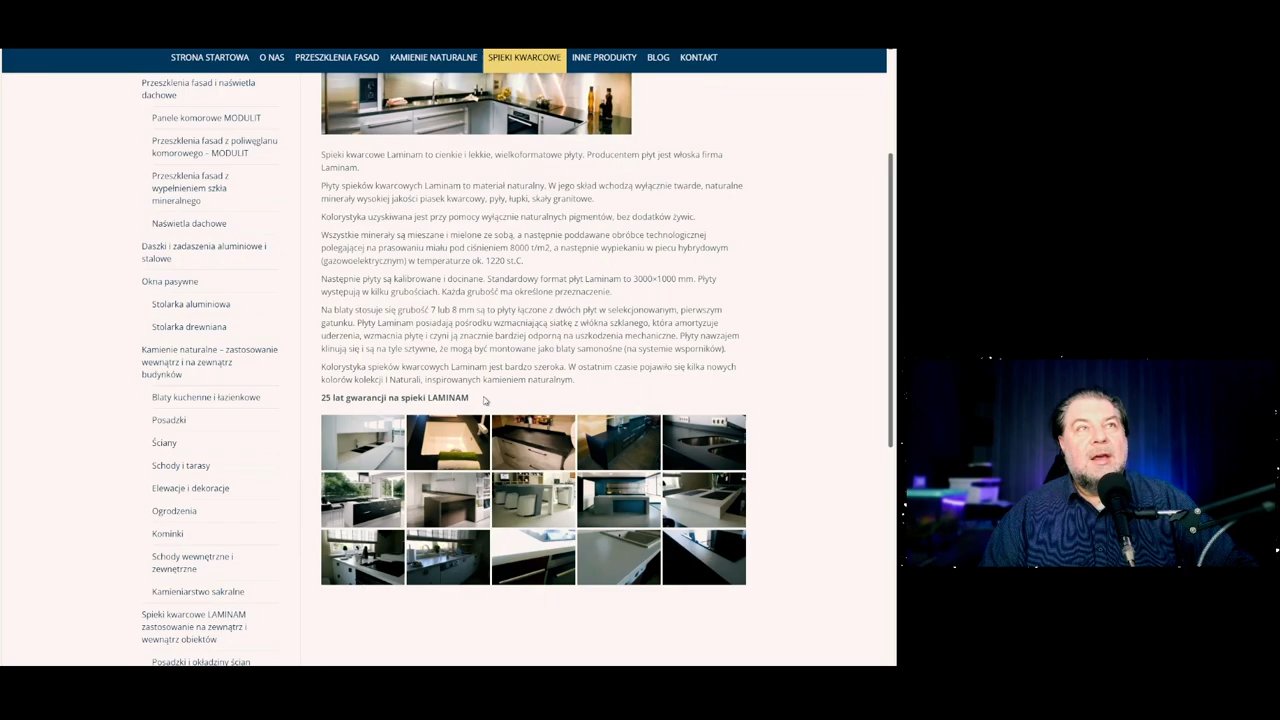 STRONA STARTOWA O NAS PRZESZKLENIA FASAD KAMIENIE NATURALNE SPIEKI KWARCOWE INNE PRODUKTY BLOG KONTAKT
Przeszklenia fasad i naświetla
dachowe
Panele komorowe MODULIT
Przeszklenia fasad z poliwęglanu
komorowego – MODULIT
Przeszklenia fasad z
wypełnieniem szkła
mineralnego
Naświetla dachowe
Daszki i zadaszenia aluminiowe i
stalowe
Okna pasywne
Stolarka aluminiowa
Stolarka drewniana
Kamienie naturalne – zastosowanie
wewnątrz i na zewnątrz
budynków
Blaty kuchenne i łazienkowe
Posadzki
Ściany
Schody i tarasy
Elewacje i dekoracje
Ogrodzenia
Kominki
Schody wewnętrzne i
zewnętrzne
Kamieniarstwo sakralne
Spieki kwarcowe LAMINAM
zastosowanie na zewnątrz i
wewnątrz obiektów
Posadzki i okładziny ścian
Spieki kwarcowe Laminam to cienkie i lekkie, wielkoformatowe płyty. Producentem płyt jest włoska firma
Laminam.
Płyty spieków kwarcowych Laminam to materiał naturalny. W jego skład wchodzą wyłącznie twarde, naturalne
minerały wysokiej jakości piasek kwarcowy, pyły, łupki, skały granitowe.
Kolorystyka uzyskiwana jest przy pomocy wyłącznie naturalnych pigmentów, bez dodatków żywic.
Wszystkie minerały są mieszane i mielone ze sobą, a następnie poddawane obróbce technologicznej
polegającej na prasowaniu miału pod ciśnieniem 8000 t/m2, a następnie wypiekaniu w piecu hybrydowym
(gazowoelektrycznym) w temperaturze ok. 1220 st.C.
Następnie płyty są kalibrowane i docinane. Standardowy format płyt Laminam to 3000×1000 mm. Płyty
występują w kilku grubościach. Każda grubość ma określone przeznaczenie.
Na blaty stosuje się grubość 7 lub 8 mm są to płyty łączone z dwóch płyt w selekcjonowanym, pierwszym
gatunku. Płyty Laminam posiadają pośrodku wzmacniającą siatkę z włókna szklanego, która amortyzuje
uderzenia, wzmacnia płytę i czyni ją znacznie bardziej odporną na uszkodzenia mechaniczne. Płyty nawzajem
klinują się i są na tyle sztywne, że mogą być montowane jako blaty samonośne (na systemie wsporników).
Kolorystyka spieków kwarcowych Laminam jest bardzo szeroka. W ostatnim czasie pojawiło się kilka nowych
kolorów kolekcji I Naturali, inspirowanych kamieniem naturalnym.
25 lat gwarancji na spieki LAMINAM